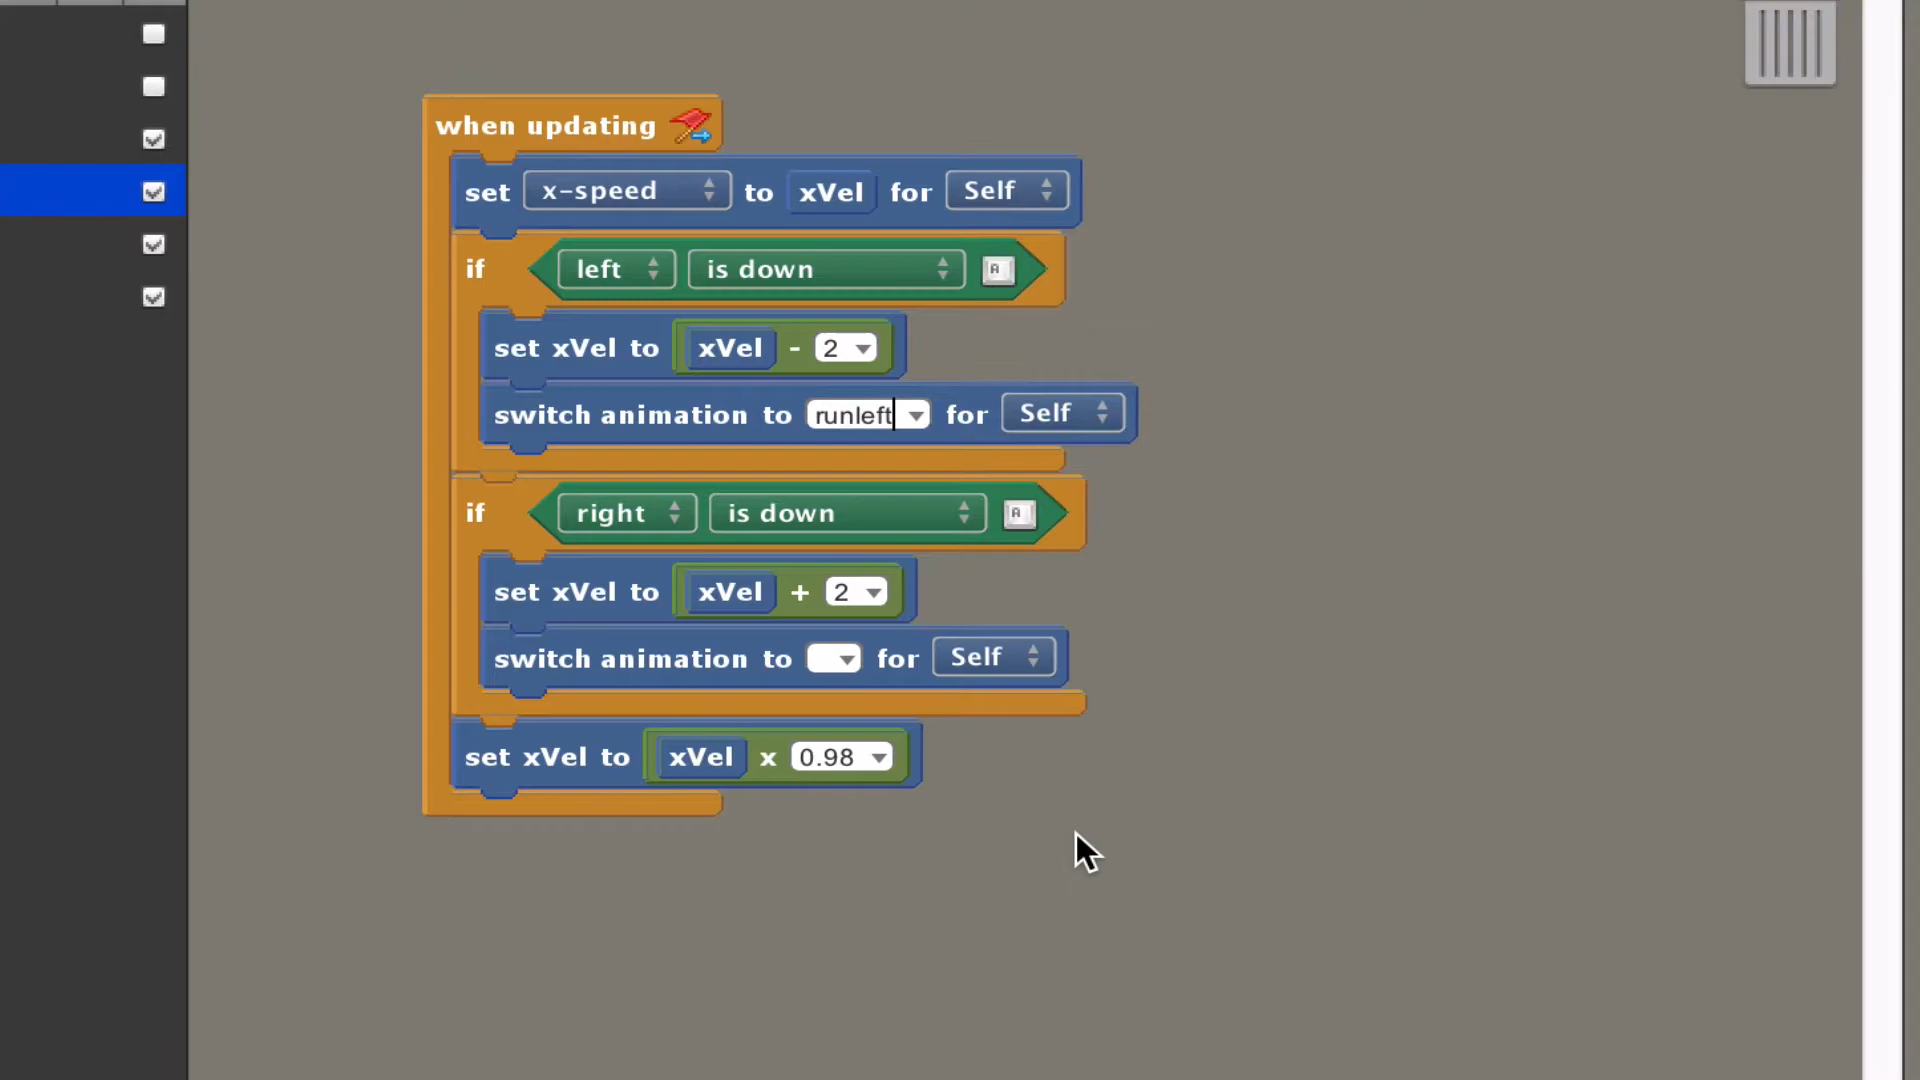 when updating
set x-speed to xVel for Self
if left is down A
set xVel to xVel - 2
switch animation to runleft for Self
if right is down A
set xVel to xVel + 2
switch animation to for Self
set xVel to xVel x 0.98